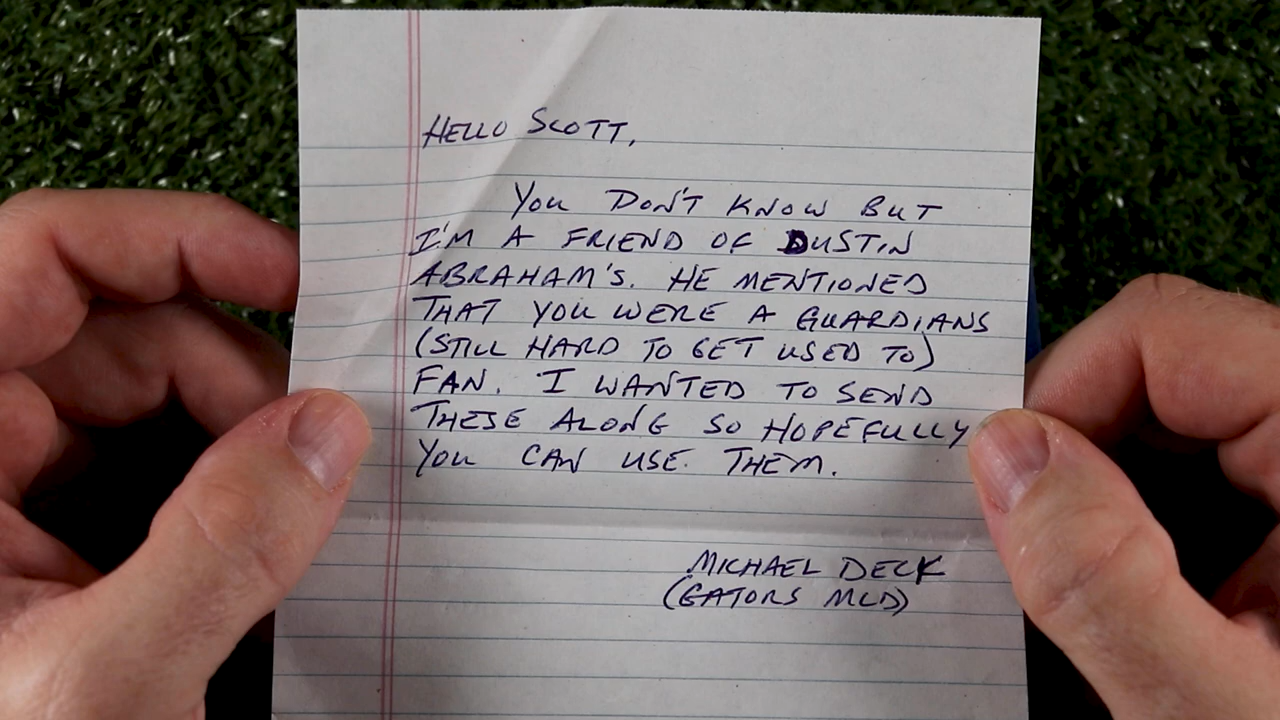 HELLO SCOTT,
YOU DON'T KNOW BUT
I'M A FRIEND OF DUSTIN
ABRAHAM'S. HE MENTIONED
THAT YOU WERE A GUARDIANS
(STILL HARD TO GET USED TO)
FAN. I WANTED TO SEND
THESE ALONG SO HOPEFULLY
YOU CAN USE THEM.
MICHAEL DECK
(GATORS MLD)